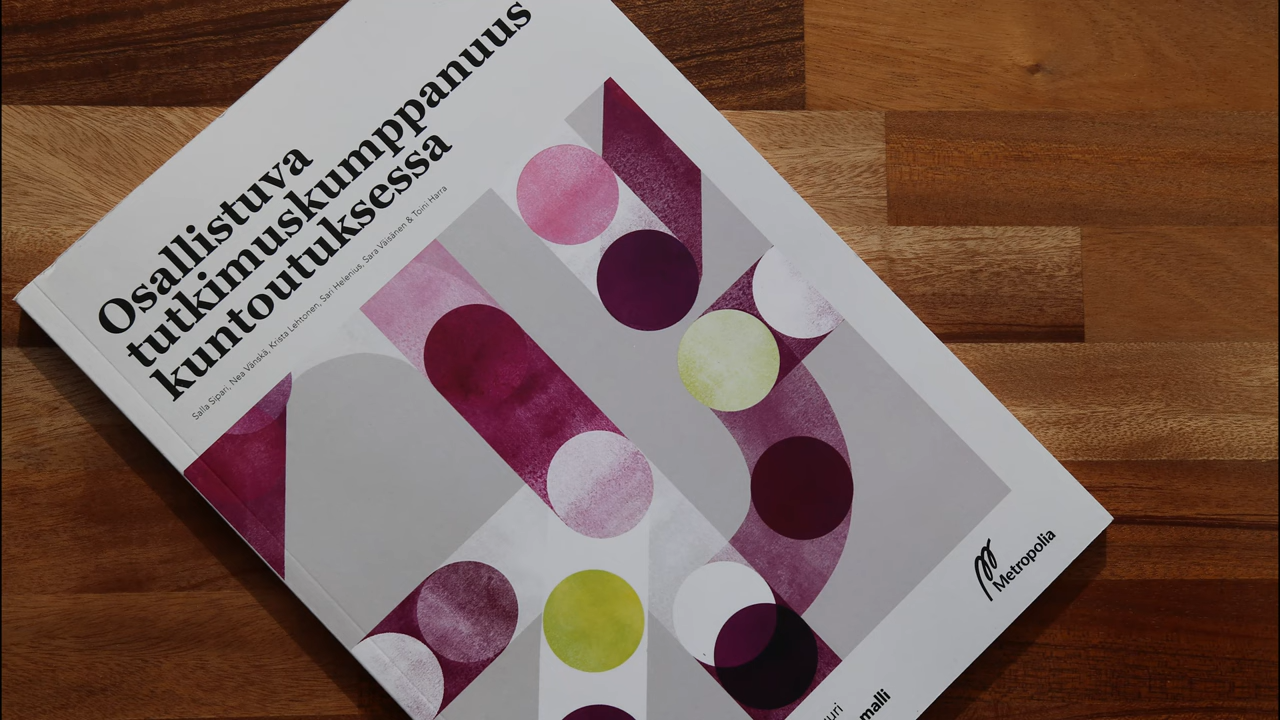 Osallistuva
tutkimuskumppanuus
kuntoutuksessa
Salla Sipari, Nea Vänskä, Krista Lehtonen, Sari Helenius, Sara Väisänen & Toini Harra
Metropolia